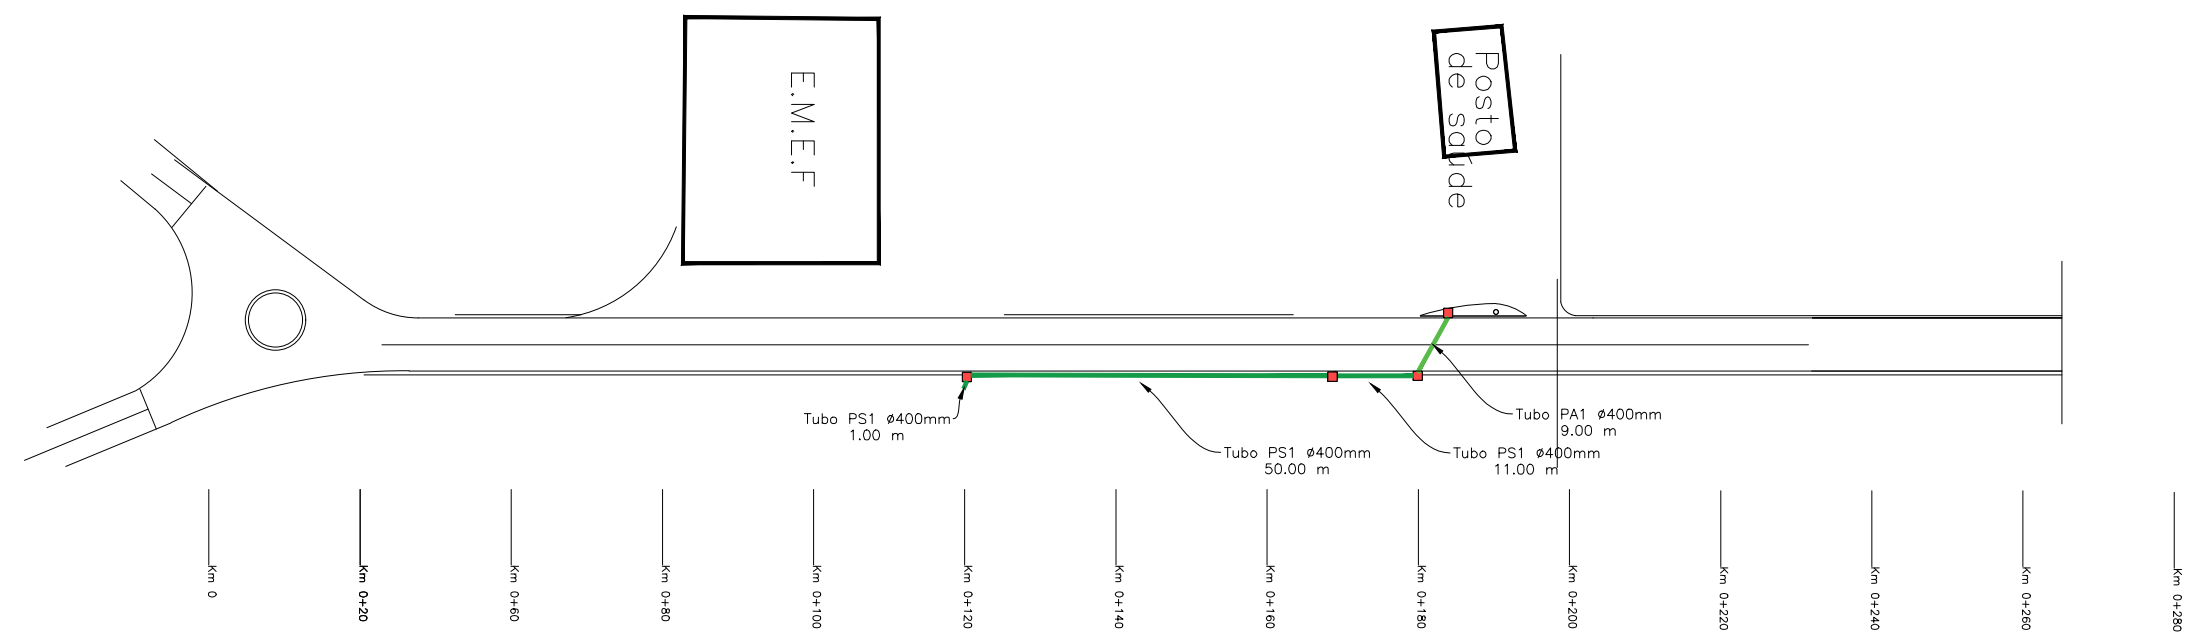 E.M.E.F
Posto
de saúde
Tubo PS1 ø400mm
1.00 m
Tubo PS1 ø400mm
50.00 m
Tubo PA1 ø400mm
9.00 m
Tubo PS1 ø400mm
11.00 m
Km 0
Km 0+20
Km 0+60
Km 0+80
Km 0+100
Km 0+120
Km 0+140
Km 0+160
Km 0+180
Km 0+200
Km 0+220
Km 0+240
Km 0+260
Km 0+280